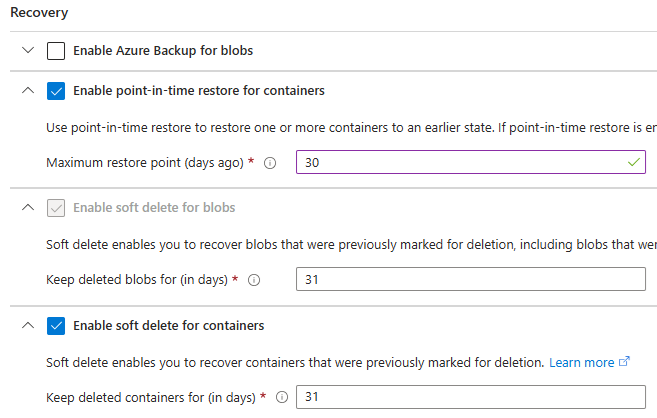 Recovery
Enable Azure Backup for blobs
Enable point-in-time restore for containers
Use point-in-time restore to restore one or more containers to an earlier state. If point-in-time restore is
Maximum restore point (days ago) * 30
Enable soft delete for blobs
Soft delete enables you to recover blobs that were previously marked for deletion, including blobs that
Keep deleted blobs for (in days) * 31
Enable soft delete for containers
Soft delete enables you to recover containers that were previously marked for deletion. Learn more
Keep deleted containers for (in days) * 31